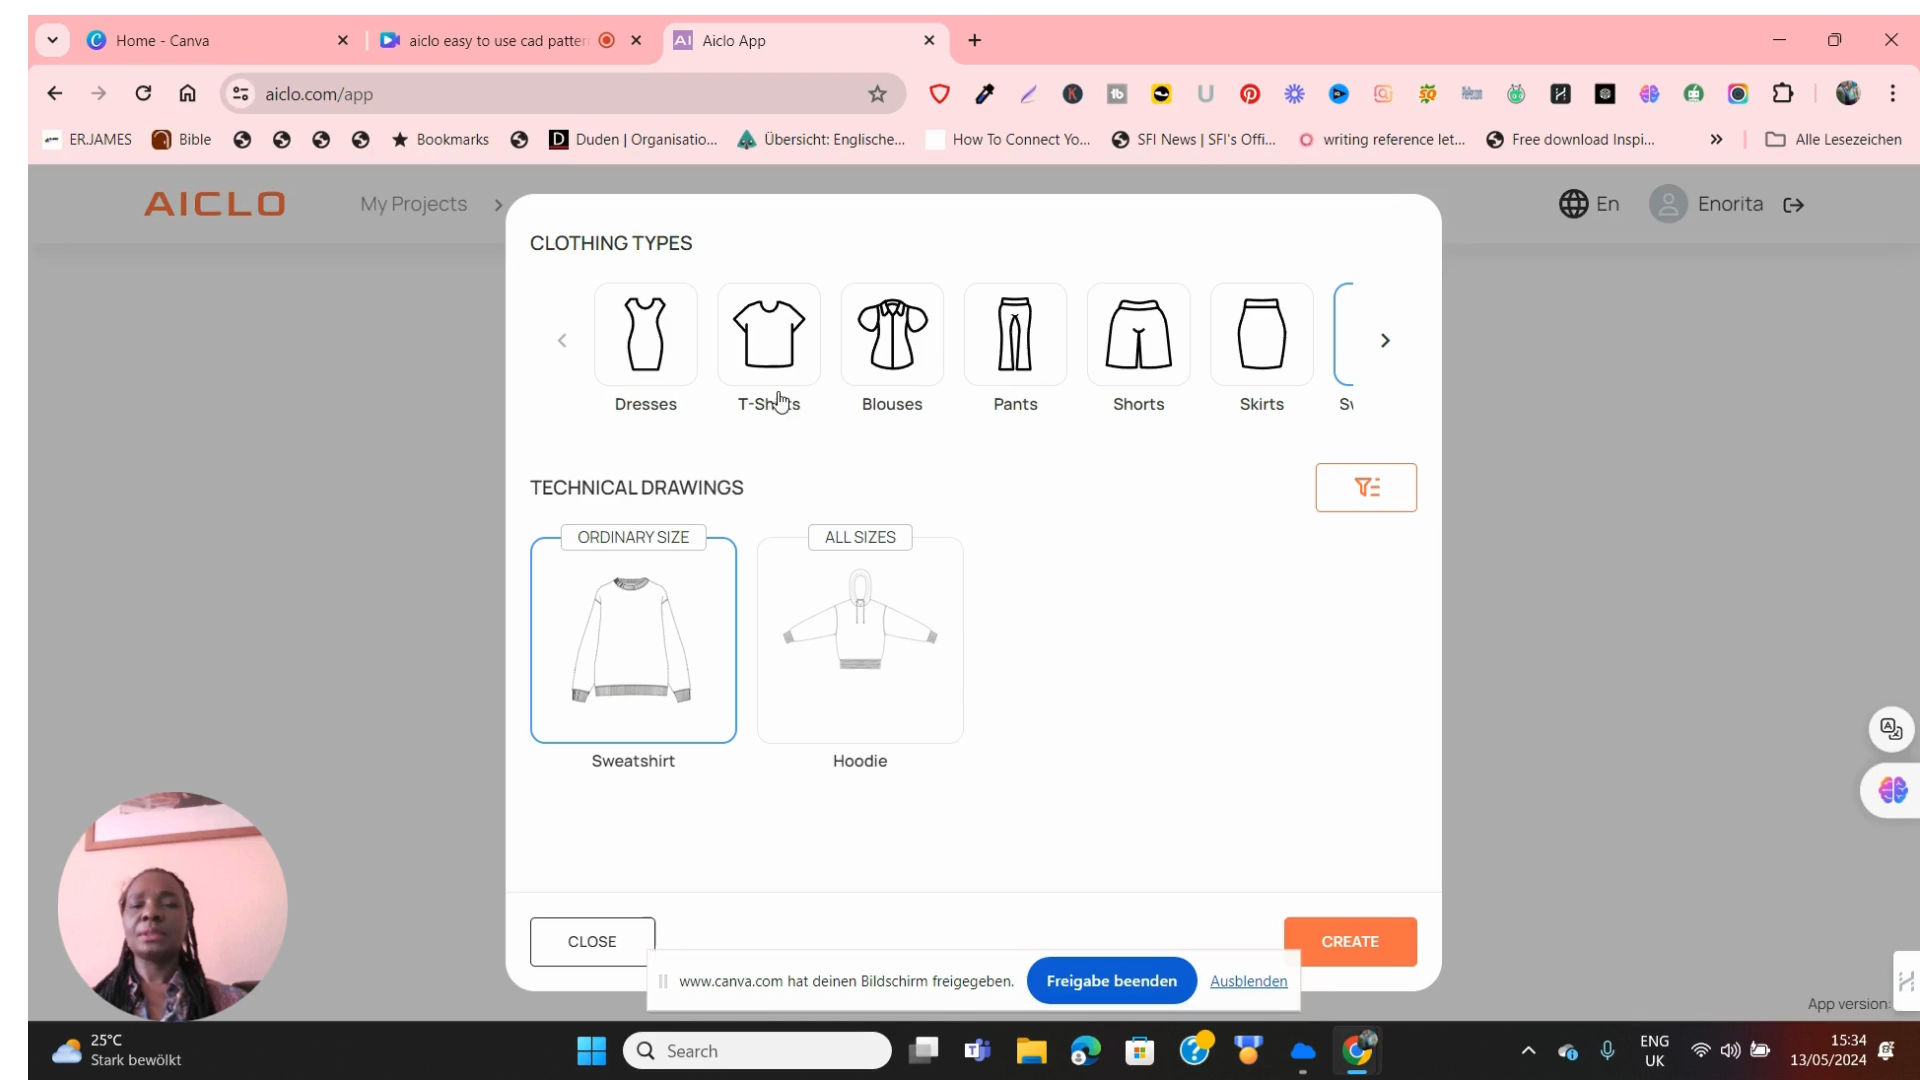 Home - Canva
aiclo easy to use cad patter
Aiclo App
aiclo.com/app
ER.JAMES
Bible
Bookmarks
Duden | Organisatio...
Übersicht: Englische...
How To Connect Yo...
SFI News | SFI's Offi...
writing reference let...
Free download Inspi...
Alle Lesezeichen
AICLO
My Projects
En
Enorita
CLOTHING TYPES
Dresses
T-Shirts
Blouses
Pants
Shorts
Skirts
TECHNICAL DRAWINGS
ORDINARY SIZE
ALL SIZES
Sweatshirt
Hoodie
CLOSE
CREATE
www.canva.com hat deinen Bildschirm freigegeben.
Freigabe beenden
Ausblenden
App version:
25°C
Stark bewölkt
Search
ENG
UK
15:34
13/05/2024